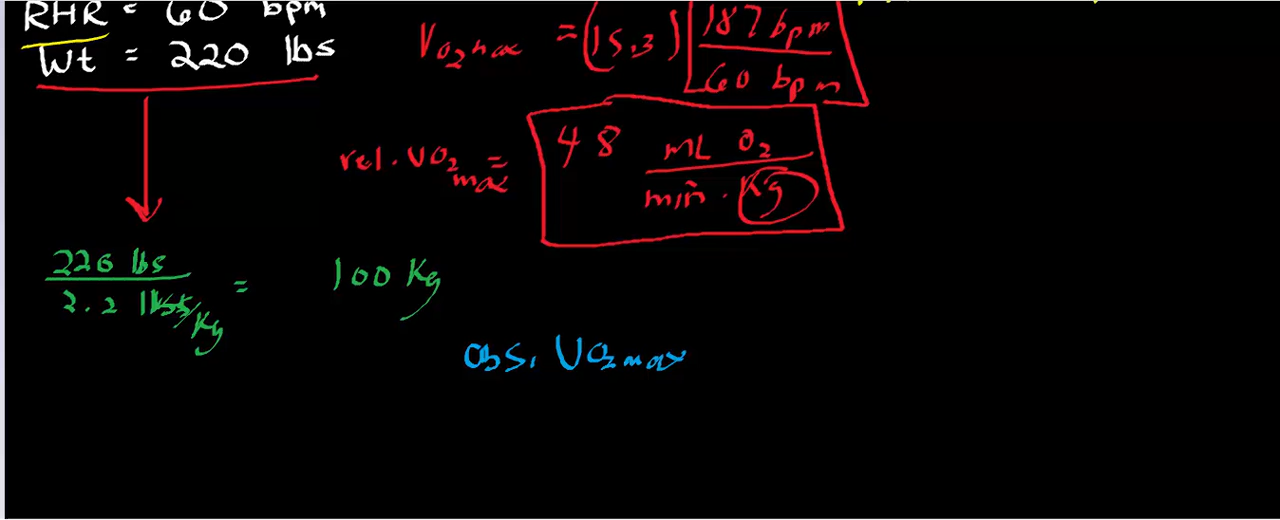 RHR = 60 bpm
Wt = 220 lbs
VO2max = (15.3) [187 bpm / 60 bpm]
rel. VO2max = 48 mL O2 / min . Kg
220 lbs / 2.2 lbs/Kg = 100 Kg
abs. VO2max